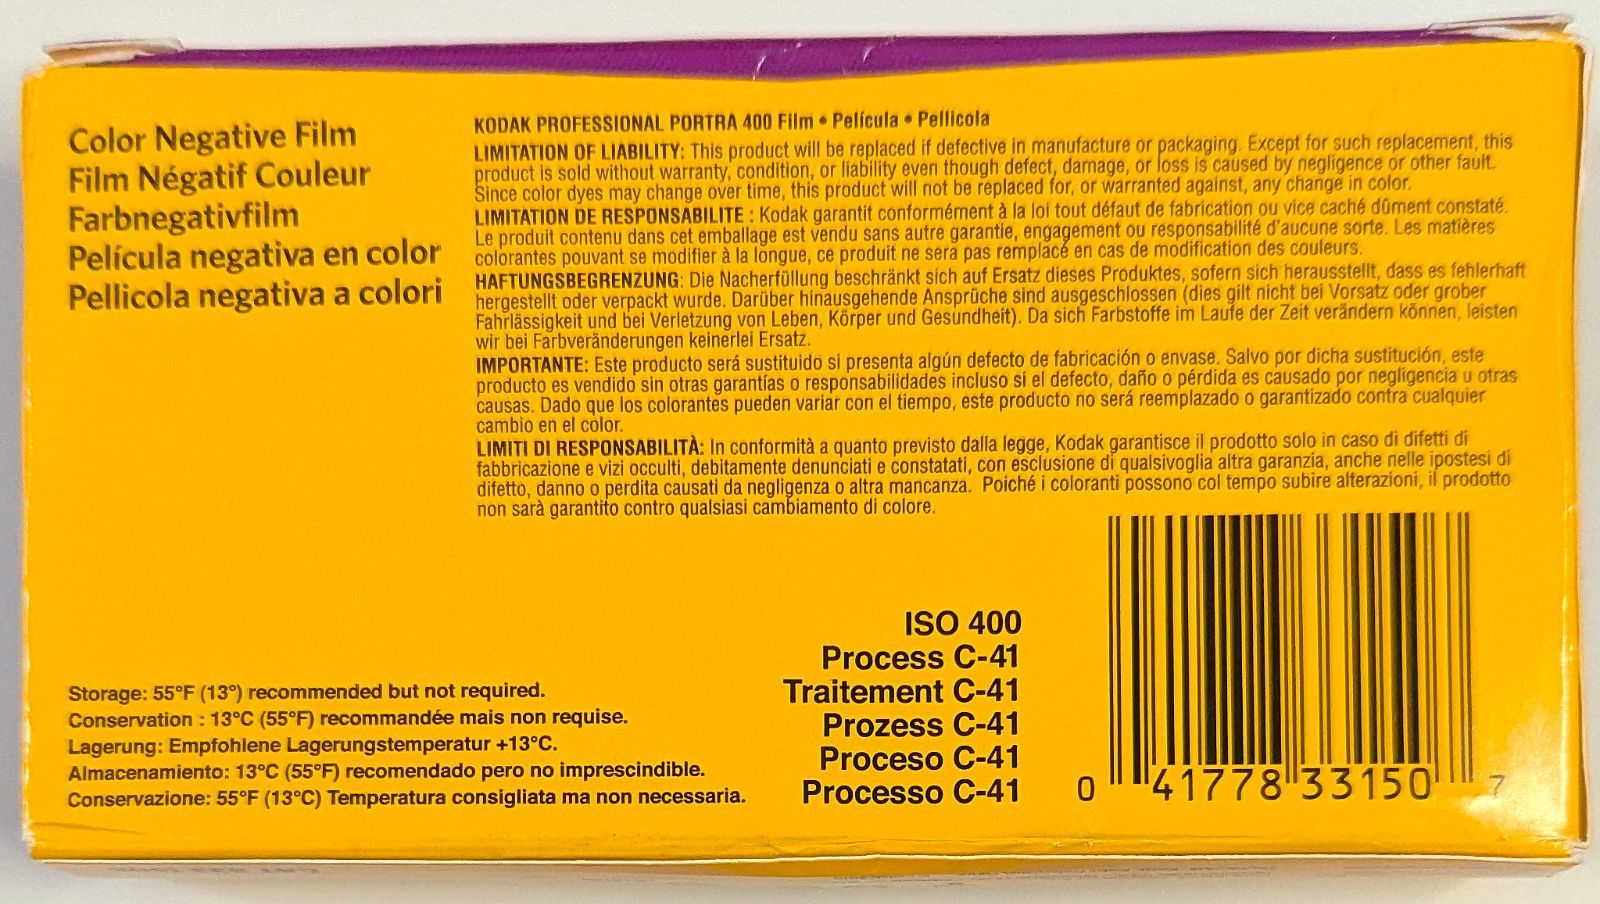 Color Negative Film
Film Négatif Couleur
Farbnegativfilm
Película negativa en color
Pellicola negativa a colori
KODAK PROFESSIONAL PORTRA 400 Film • Película • Pellicola
LIMITATION OF LIABILITY: This product will be replaced if defective in manufacture or packaging. Except for such replacement, this
product is sold without warranty, condition, or liability even though defect, damage, or loss is caused by negligence or other fault.
Since color dyes may change over time, this product will not be replaced for, or warranted against, any change in color.
LIMITATION DE RESPONSABILITE : Kodak garantit conformément à la loi tout défaut de fabrication ou vice caché dûment constaté.
Le produit contenu dans cet emballage est vendu sans autre garantie, engagement ou responsabilité d'aucune sorte. Les matières
colorantes pouvant se modifier à la longue, ce produit ne sera pas remplacé en cas de modification des couleurs.
HAFTUNGSBEGRENZUNG: Die Nacherfüllung beschränkt sich auf Ersatz dieses Produktes, sofern sich herausstellt, dass es fehlerhaft
hergestellt oder verpackt wurde. Darüber hinausgehende Ansprüche sind ausgeschlossen (dies gilt nicht bei Vorsatz oder grober
Fahrlässigkeit und bei Verletzung von Leben, Körper und Gesundheit). Da sich Farbstoffe im Laufe der Zeit verändern können, leisten
wir bei Farbveränderungen keinerlei Ersatz.
IMPORTANTE: Este producto será sustituido si presenta algún defecto de fabricación o envase. Salvo por dicha sustitución, este
producto es vendido sin otras garantías o responsabilidades incluso si el defecto, daño o pérdida es causado por negligencia u otras
causas. Dado que los colorantes pueden variar con el tiempo, este producto no será reemplazado o garantizado contra cualquier
cambio en el color.
LIMITI DI RESPONSABILITÀ: In conformità a quanto previsto dalla legge, Kodak garantisce il prodotto solo in caso di difetti di
fabbricazione e vizi occulti, debitamente denunciati e constatati, con esclusione di qualsivoglia altra garanzia, anche nelle ipostesi di
difetto, danno o perdita causati da negligenza o altra mancanza. Poiché i coloranti possono col tempo subire alterazioni, il prodotto
non sarà garantito contro qualsiasi cambiamento di colore.
Storage: 55°F (13°) recommended but not required.
Conservation : 13°C (55°F) recommandée mais non requise.
Lagerung: Empfohlene Lagerungstemperatur +13°C.
Almacenamiento: 13°C (55°F) recomendado pero no imprescindible.
Conservazione: 55°F (13°C) Temperatura consigliata ma non necessaria.
ISO 400
Process C-41
Traitement C-41
Prozess C-41
Proceso C-41
Processo C-41
0 41778 33150 7